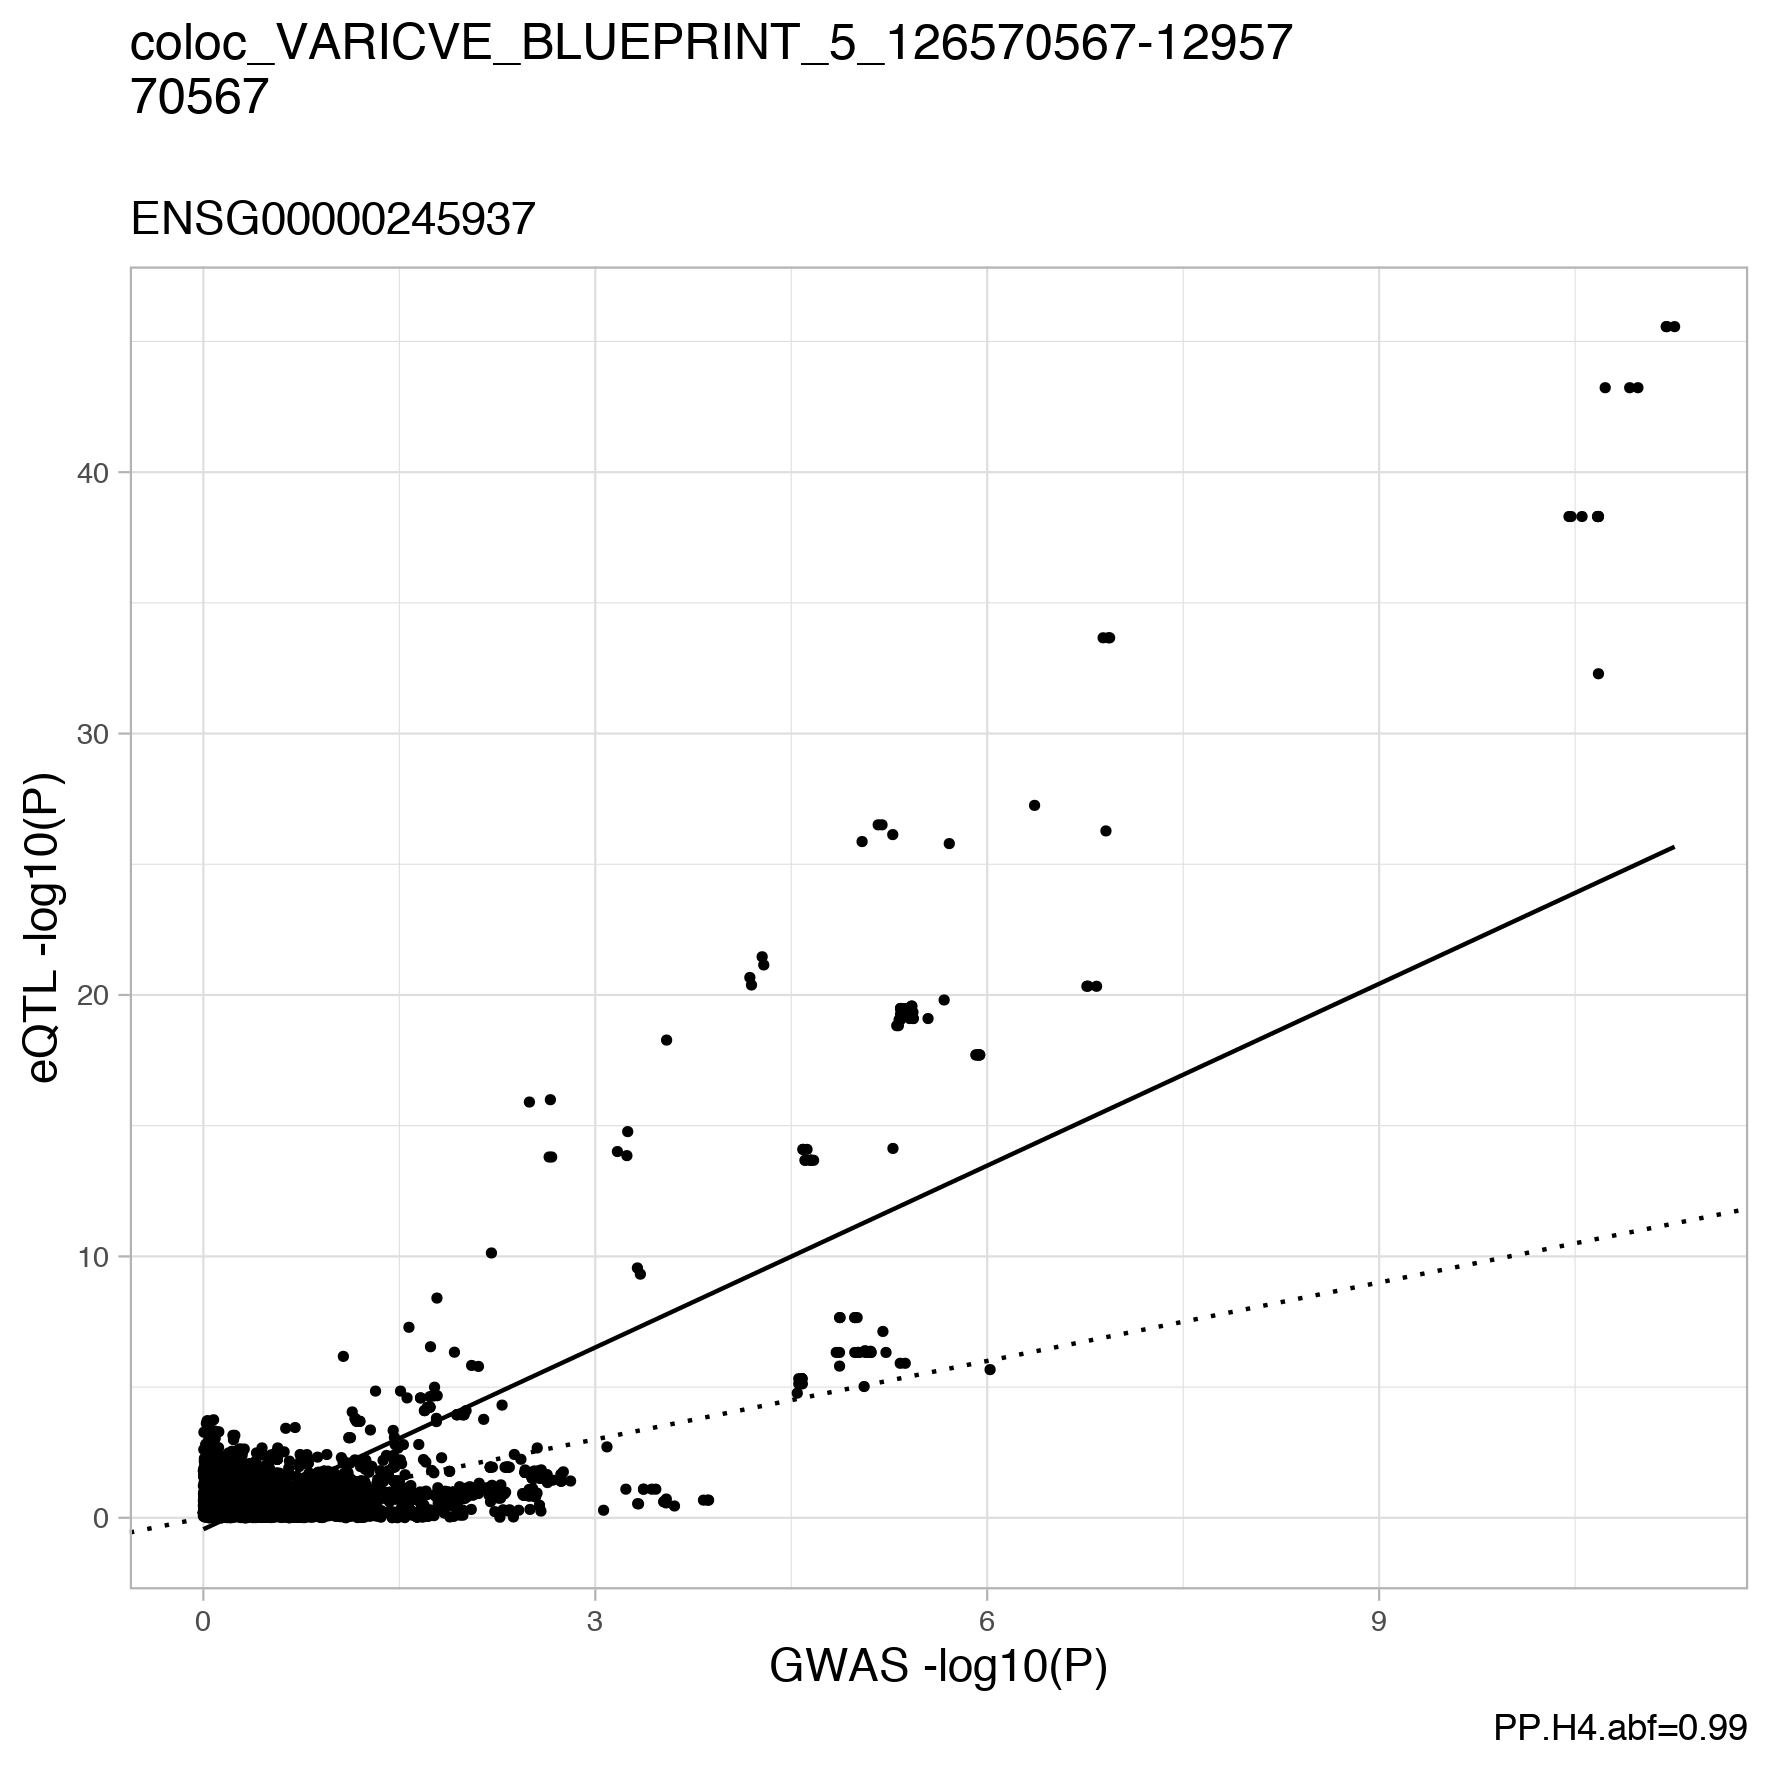 coloc_VARICVE_BLUEPRINT_5_126570567-12957
70567
ENSG00000245937
40
30
20
10
0
eQTL -log10(P)
0 3 6 9
GWAS -log10(P)
PP.H4.abf=0.99